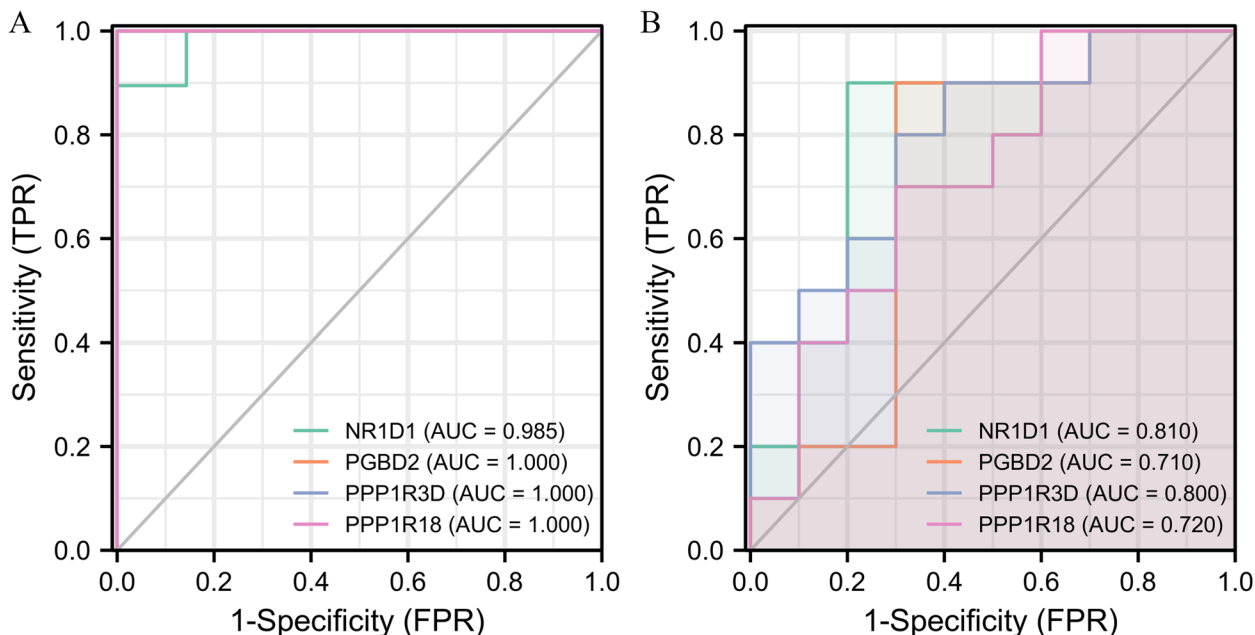 A
1.0
0.8
0.6
0.4
0.2
0.0
Sensitivity (TPR)
NR1D1 (AUC = 0.985)
PGBD2 (AUC = 1.000)
PPP1R3D (AUC = 1.000)
PPP1R18 (AUC = 1.000)
0.0 0.2 0.4 0.6 0.8 1.0
1-Specificity (FPR)
B
1.0
0.8
0.6
0.4
0.2
0.0
Sensitivity (TPR)
NR1D1 (AUC = 0.810)
PGBD2 (AUC = 0.710)
PPP1R3D (AUC = 0.800)
PPP1R18 (AUC = 0.720)
0.0 0.2 0.4 0.6 0.8 1.0
1-Specificity (FPR)